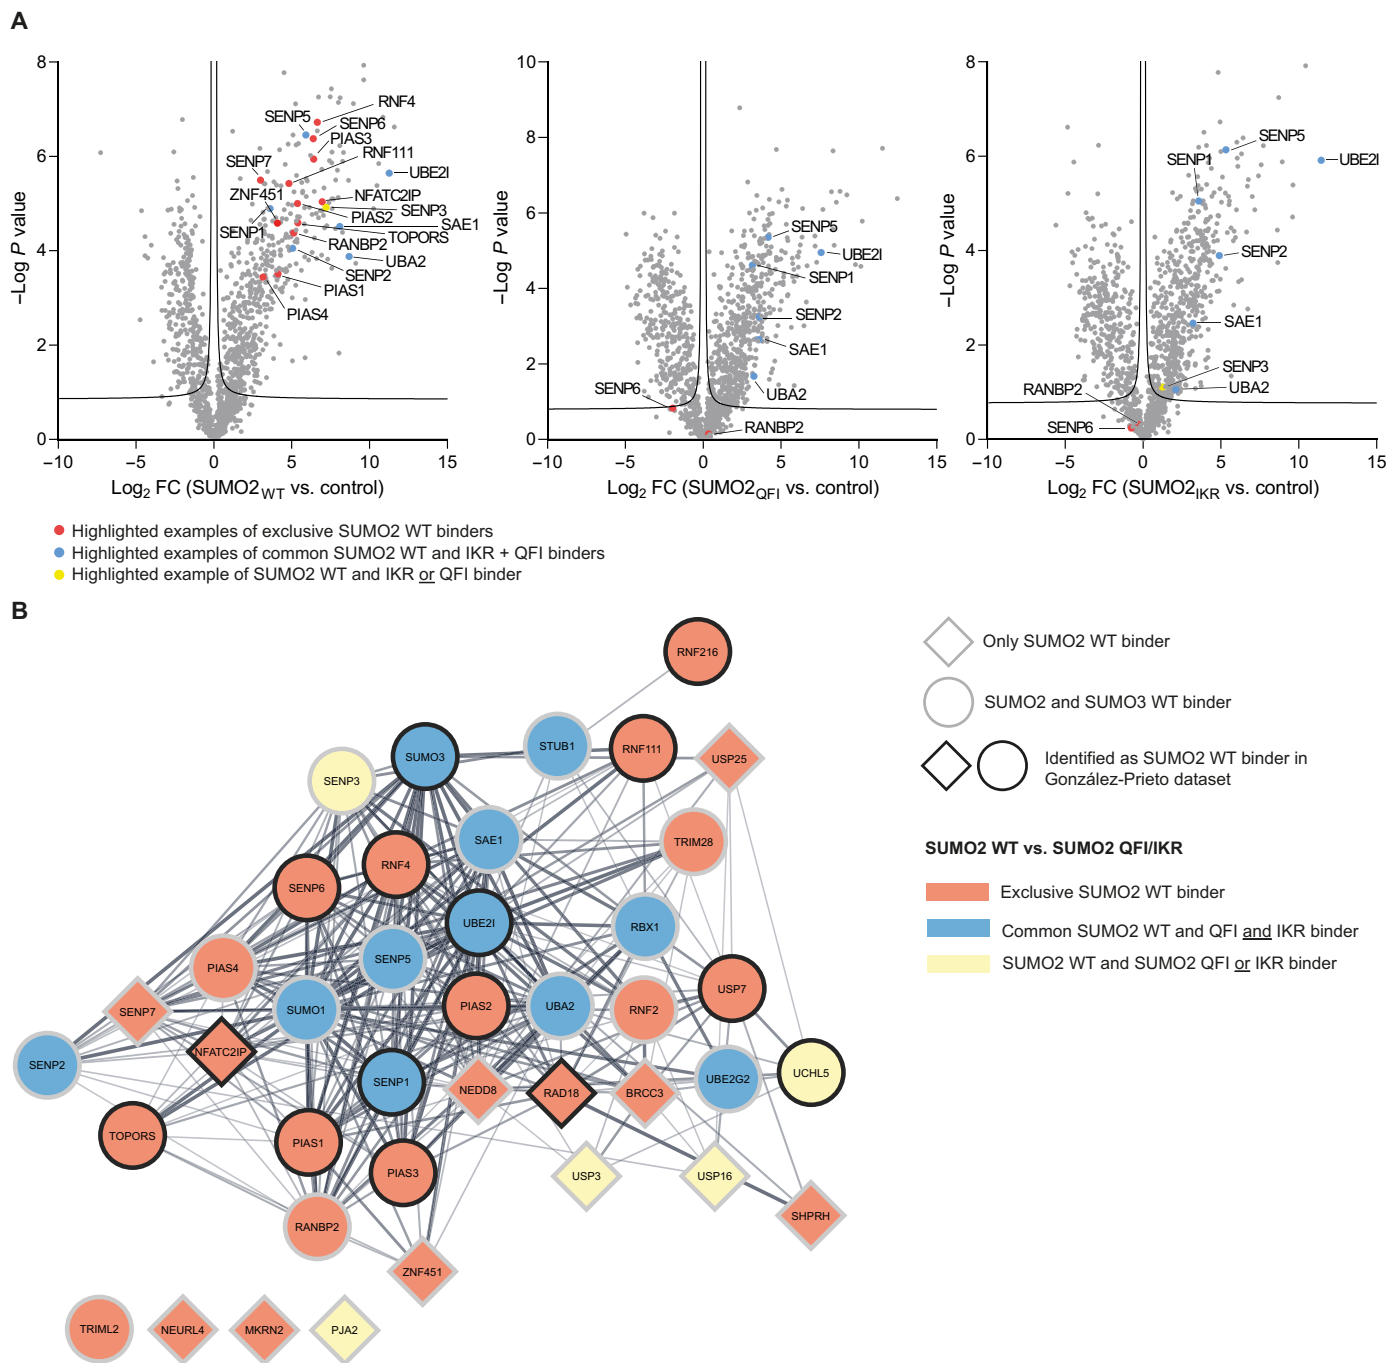 A
8
6
4
2
0
−Log P value
−10
−5
0
5
10
15
Log2 FC (SUMO2WT vs. control)
RNF4
SENP5
SENP6
PIAS3
RNF111
SENP7
UBE2I
ZNF451
NFATC2IP
SENP3
PIAS2
SAE1
SENP1
TOPORS
RANBP2
UBA2
SENP2
PIAS1
PIAS4
10
8
6
4
2
0
−Log P value
−10
−5
0
5
10
15
Log2 FC (SUMO2QFI vs. control)
SENP5
UBE2I
SENP1
SENP2
SAE1
SENP6
UBA2
RANBP2
8
6
4
2
0
−Log P value
−10
−5
0
5
10
15
Log2 FC (SUMO2IKR vs. control)
SENP5
SENP1
UBE2I
SENP2
SAE1
SENP3
RANBP2
UBA2
SENP6
Highlighted examples of exclusive SUMO2 WT binders
Highlighted examples of common SUMO2 WT and IKR + QFI binders
Highlighted example of SUMO2 WT and IKR or QFI binder
B
RNF216
STUB1
RNF111
SUMO3
USP25
SENP3
SAE1
TRIM28
RNF4
SENP6
UBE2I
RBX1
SENP5
PIAS4
USP7
PIAS2
UBA2
RNF2
SUMO1
SENP7
NFATC2IP
SENP2
UCHL5
UBE2G2
SENP1
NEDD8
RAD18
BRCC3
TOPORS
PIAS1
PIAS3
USP3
USP16
SHPRH
RANBP2
ZNF451
TRIML2
NEURL4
MKRN2
PJA2
Only SUMO2 WT binder
SUMO2 and SUMO3 WT binder
Identified as SUMO2 WT binder in
González-Prieto dataset
SUMO2 WT vs. SUMO2 QFI/IKR
Exclusive SUMO2 WT binder
Common SUMO2 WT and QFI and IKR binder
SUMO2 WT and SUMO2 QFI or IKR binder